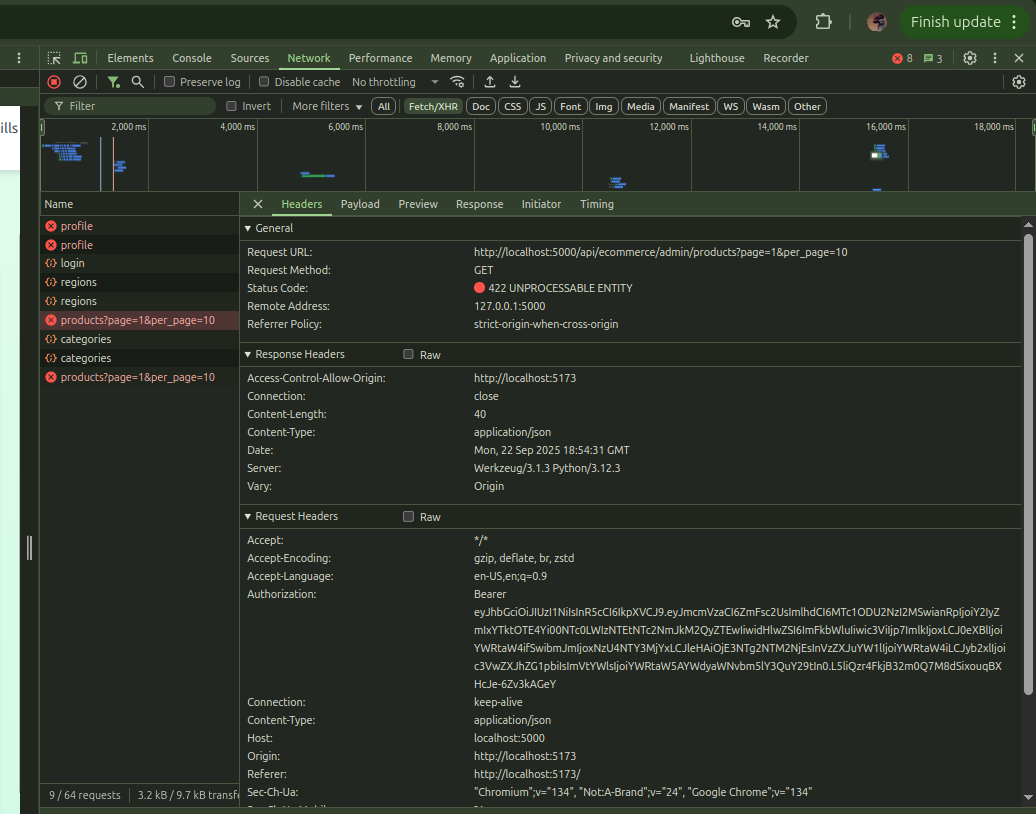 Finish update
Elements Console Sources Network Performance Memory Application Privacy and security Lighthouse Recorder 8 3
Preserve log Disable cache No throttling
Filter Invert More filters All Fetch/XHR Doc CSS JS Font Img Media Manifest WS Wasm Other
ills
2,000 ms 4,000 ms 6,000 ms 8,000 ms 10,000 ms 12,000 ms 14,000 ms 16,000 ms 18,000 ms
Name
profile
profile
login
regions
regions
products?page=1&per_page=10
categories
categories
products?page=1&per_page=10
9 / 64 requests 3.2 kB / 9.7 kB transfe
Headers Payload Preview Response Initiator Timing
General
Request URL: http://localhost:5000/api/ecommerce/admin/products?page=1&per_page=10
Request Method: GET
Status Code: 422 UNPROCESSABLE ENTITY
Remote Address: 127.0.0.1:5000
Referrer Policy: strict-origin-when-cross-origin
Response Headers Raw
Access-Control-Allow-Origin: http://localhost:5173
Connection: close
Content-Length: 40
Content-Type: application/json
Date: Mon, 22 Sep 2025 18:54:31 GMT
Server: Werkzeug/3.1.3 Python/3.12.3
Vary: Origin
Request Headers Raw
Accept: */*
Accept-Encoding: gzip, deflate, br, zstd
Accept-Language: en-US,en;q=0.9
Authorization: Bearer
Connection: keep-alive
Content-Type: application/json
Host: localhost:5000
Origin: http://localhost:5173
Referer: http://localhost:5173/
Sec-Ch-Ua: "Chromium";v="134", "Not:A-Brand";v="24", "Google Chrome";v="134"